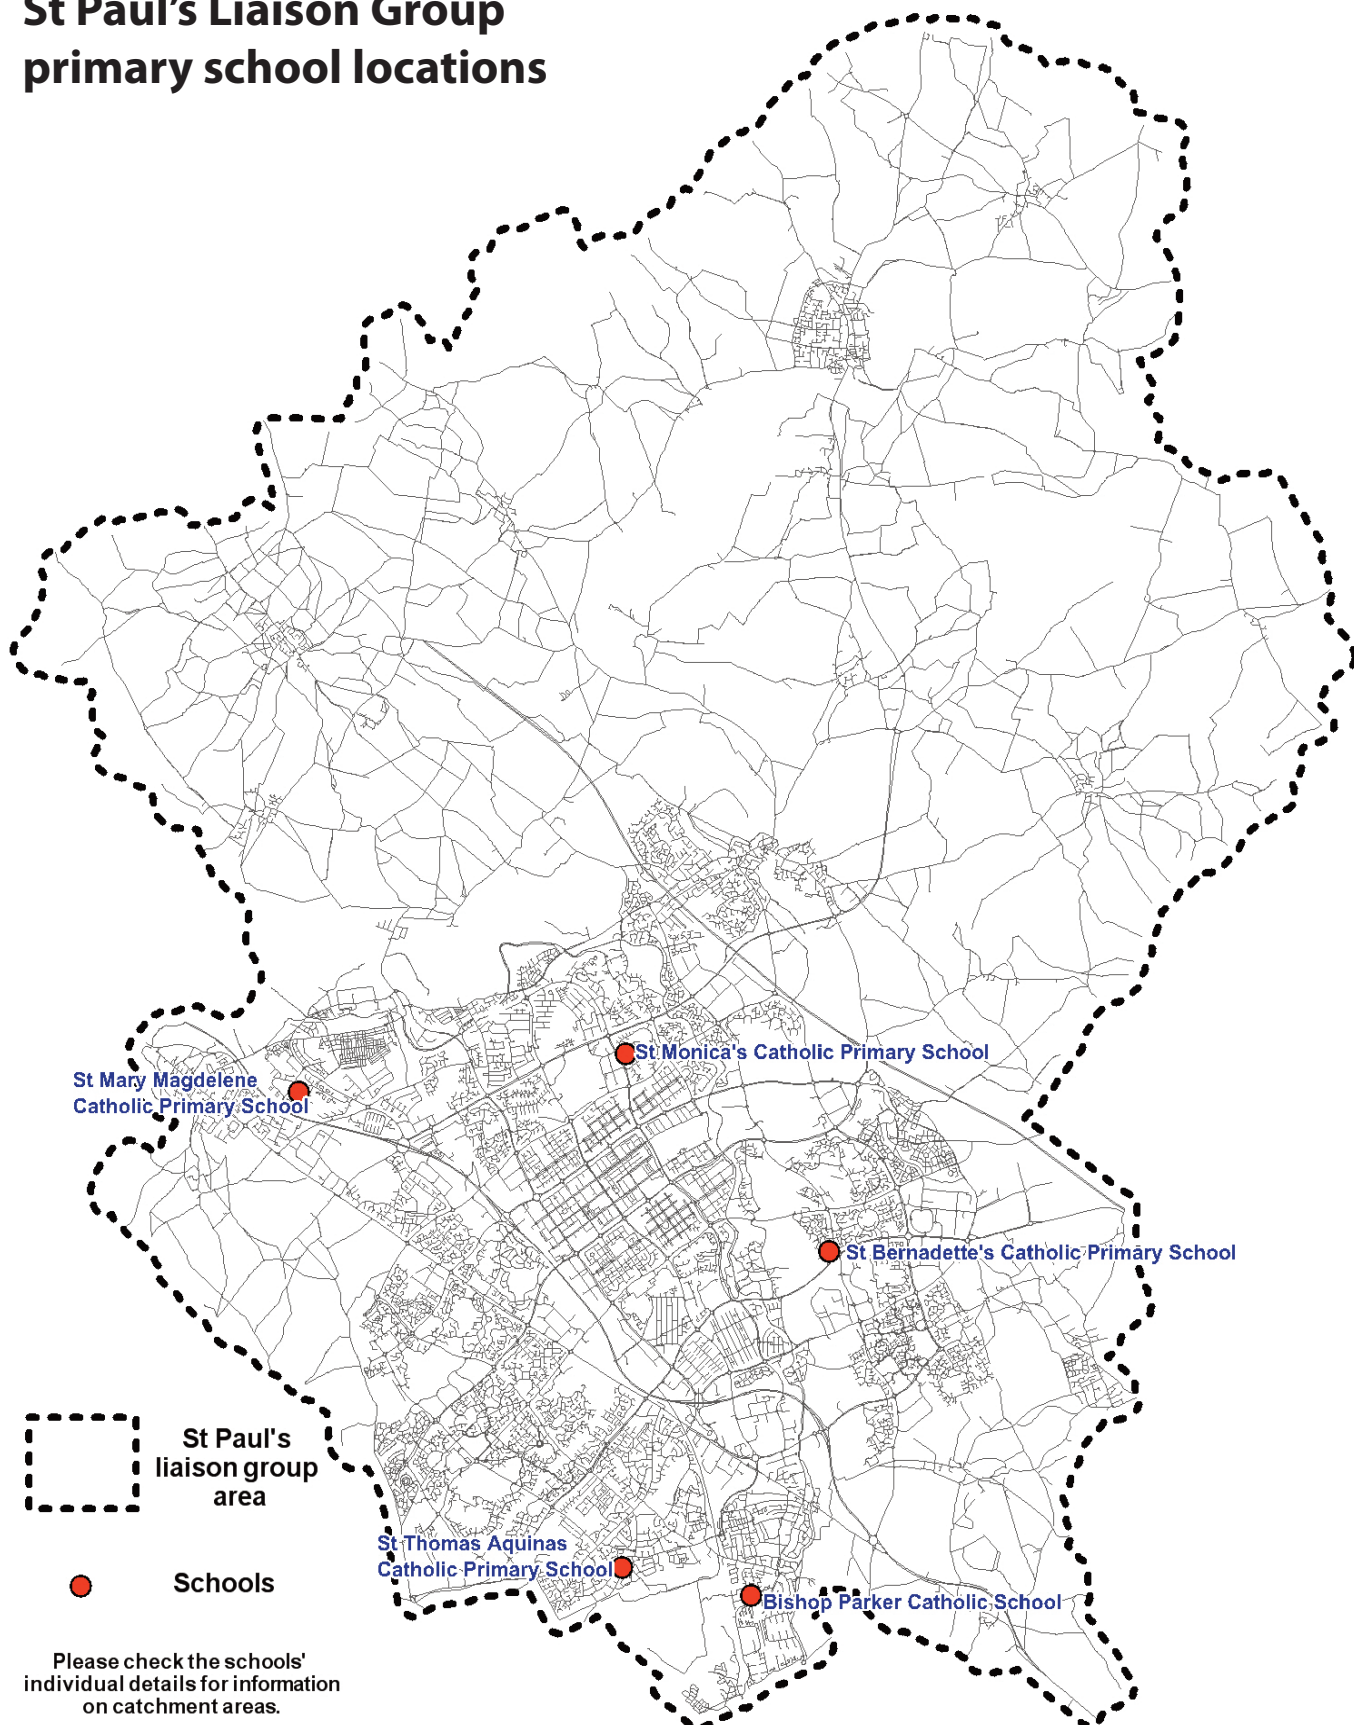 St Paul's Liaison Group
primary school locations
St Monica's Catholic Primary School
St Mary Magdelene
Catholic Primary School
St Bernadette's Catholic Primary School
St Paul's
liaison group
area
St Thomas Aquinas
Catholic Primary School
Schools
Bishop Parker Catholic School
Please check the schools'
individual details for information
on catchment areas.